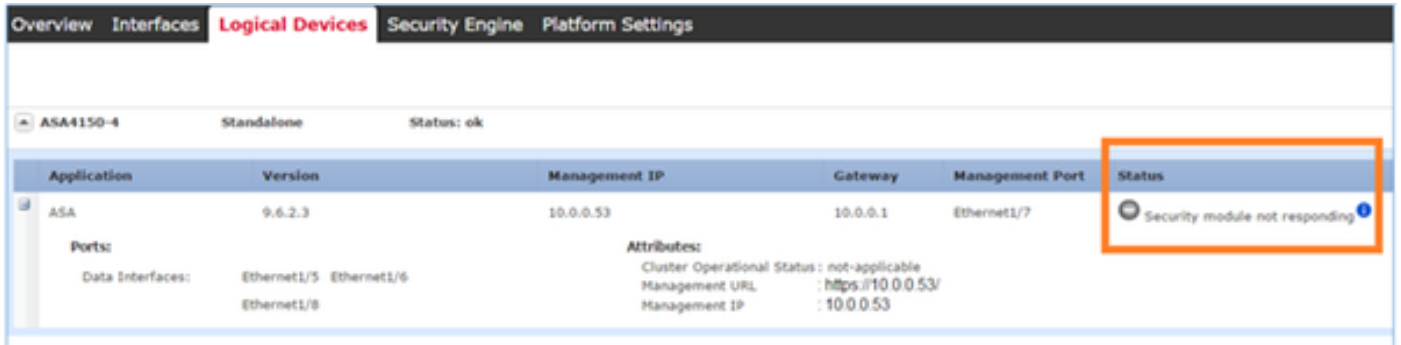 Overview Interfaces Logical Devices Security Engine Platform Settings
ASA4150-4 Standalone Status: ok
Application Version Management IP Gateway Management Port Status
ASA 9.6.2.3 10.0.0.53 10.0.0.1 Ethernet1/7 Security module not responding
Ports: Attributes:
Data Interfaces: Ethernet1/5 Ethernet1/6 Cluster Operational Status : not-applicable
Management URL : https://10.0.0.53/
Ethernet1/8 Management IP : 10.0.0.53